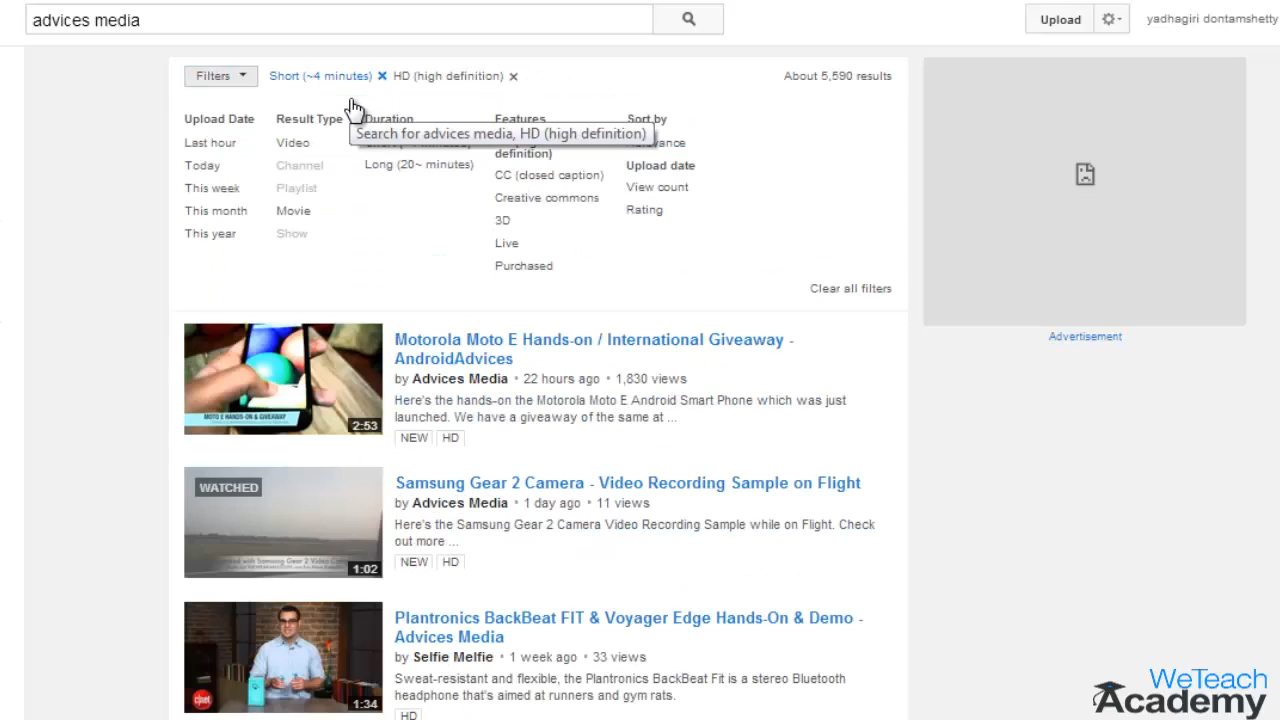 advices media
Upload
yadhagiri dontamshetty
Filters
Short (~4 minutes) × HD (high definition) ×
About 5,590 results
Upload Date
Last hour
Today
This week
This month
This year
Result Type
Video
Channel
Playlist
Movie
Show
Duration
Long (20~ minutes)
Search for advices media, HD (high definition)
Features
definition)
CC (closed caption)
Creative commons
3D
Live
Purchased
Sort by
Relevance
Upload date
View count
Rating
Clear all filters
Advertisement
MOTO E HANDS-ON & GIVEAWAY
2:53
Motorola Moto E Hands-on / International Giveaway -
AndroidAdvices
by Advices Media • 22 hours ago • 1,830 views
Here's the hands-on the Motorola Moto E Android Smart Phone which was just
launched. We have a giveaway of the same at ...
NEW HD
WATCHED
1:02
Samsung Gear 2 Camera - Video Recording Sample on Flight
by Advices Media • 1 day ago • 11 views
Here's the Samsung Gear 2 Camera Video Recording Sample while on Flight. Check
out more ...
NEW HD
cnet
1:34
Plantronics BackBeat FIT & Voyager Edge Hands-On & Demo -
Advices Media
by Selfie Melfie • 1 week ago • 33 views
Sweat-resistant and flexible, the Plantronics BackBeat Fit is a stereo Bluetooth
headphone that's aimed at runners and gym rats.
HD
WeTeach
Academy